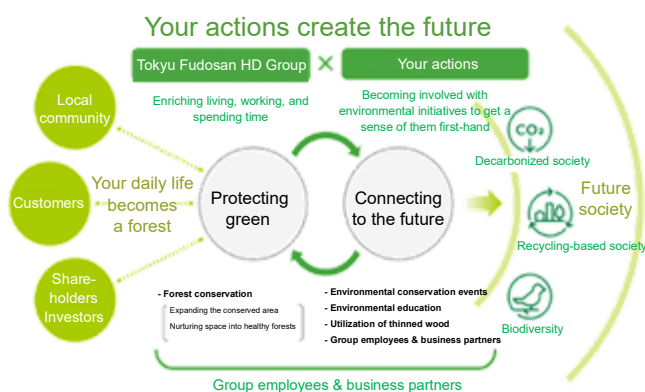 Your actions create the future
Tokyu Fudosan HD Group
×
Your actions
Enriching living, working, and
spending time
Becoming involved with
environmental initiatives to get a
sense of them first-hand
Local
community
Customers
Share-
holders
Investors
Your daily life
becomes
a forest
Protecting
green
Connecting
to the future
CO₂
Decarbonized society
Future
society
Recycling-based society
Biodiversity
- Forest conservation
Expanding the conserved area
Nurturing space into healthy forests
- Environmental conservation events
- Environmental education
- Utilization of thinned wood
- Group employees & business partners
Group employees & business partners